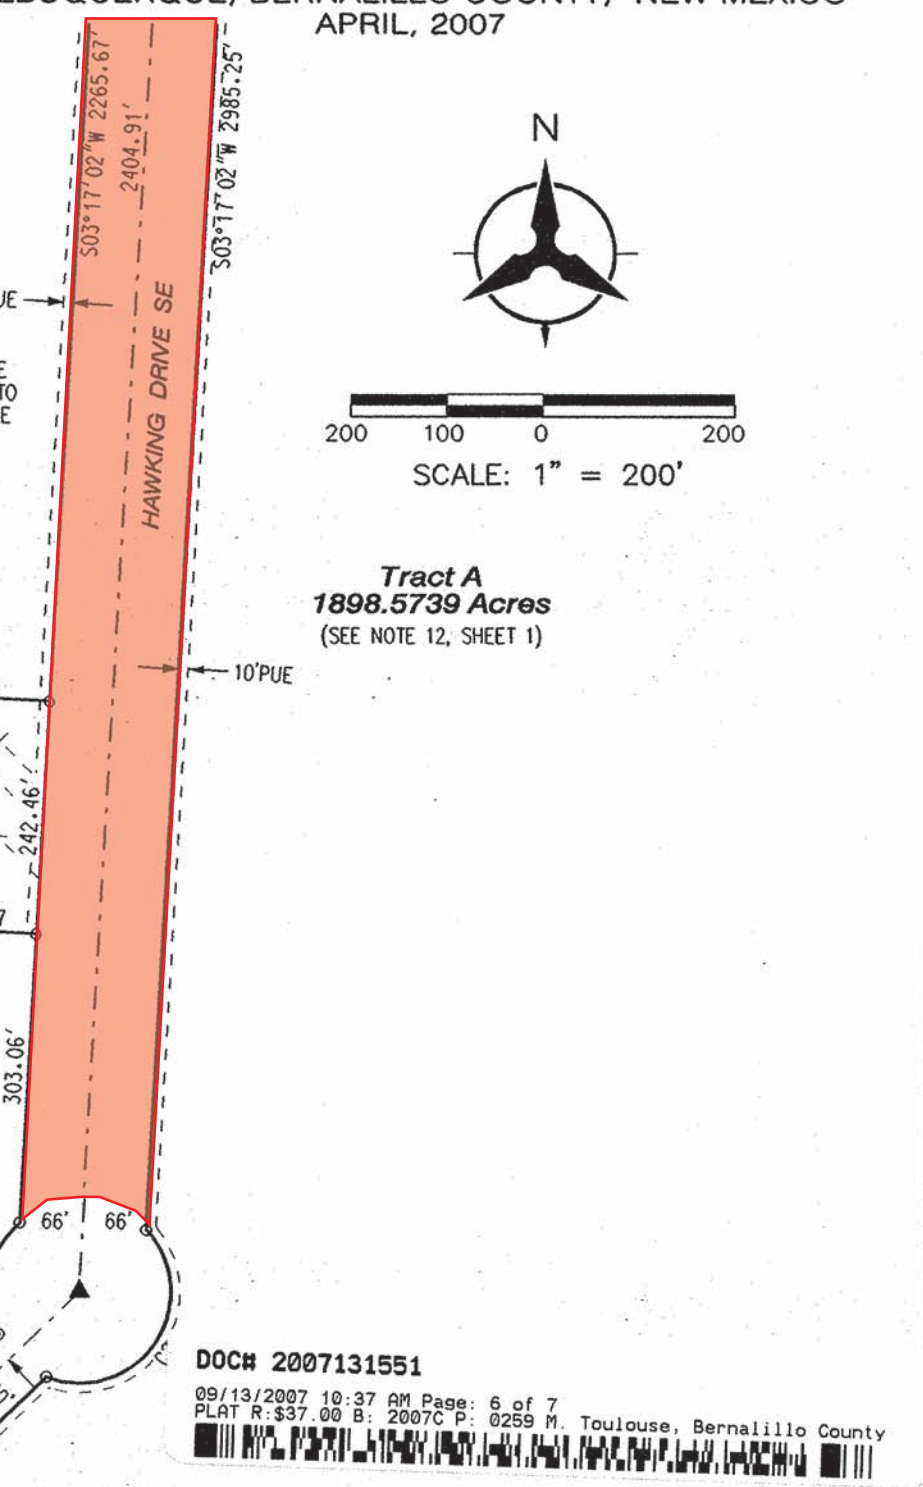 APRIL, 2007
S03°17'02"W 2265.67'
2404.91'
S03°17'02"W 2985.25'
N
HAWKING DRIVE SE
TO
200 100 0 200
SCALE: 1" = 200'
Tract A
1898.5739 Acres
(SEE NOTE 12, SHEET 1)
10'PUE
242.46'
303.06'
66' 66'
DOC# 2007131551
09/13/2007 10:37 AM Page: 6 of 7
PLAT R:$37.00 B: 2007C P: 0259 M. Toulouse, Bernalillo County